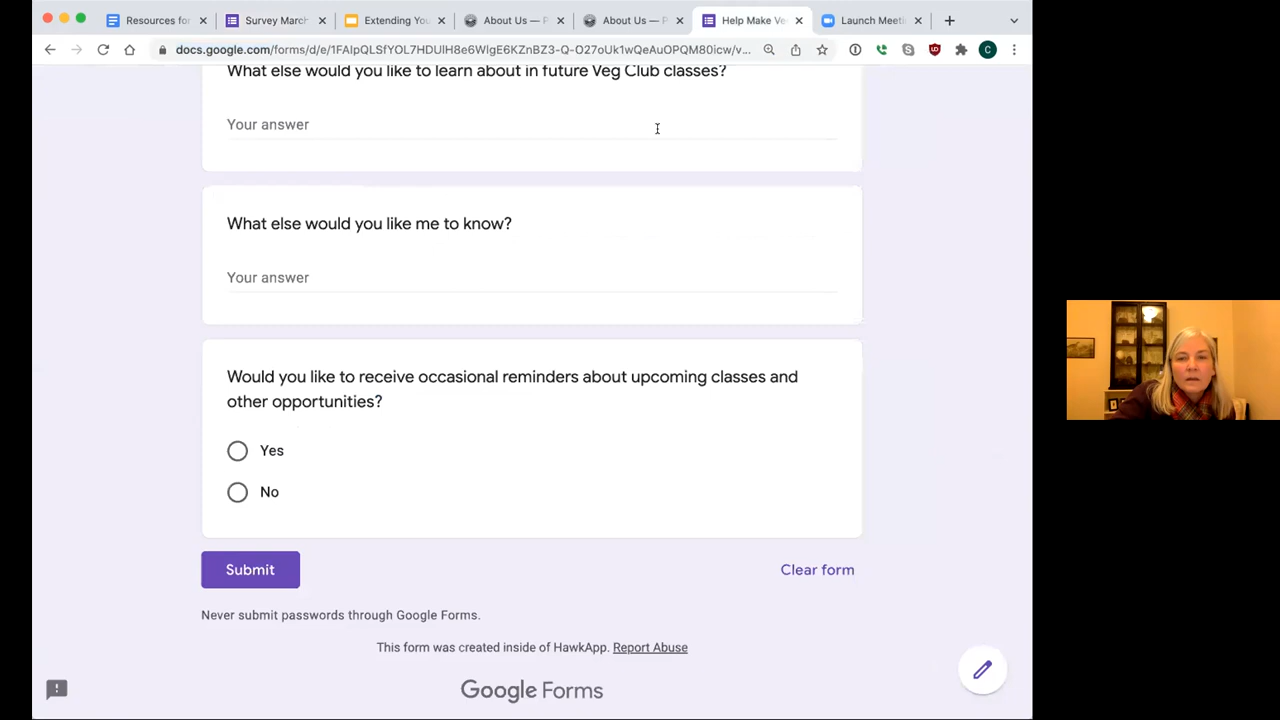 Resources for
Survey March
Extending You
About Us — P
About Us — P
Help Make Ve
Launch Meetin
docs.google.com/forms/d/e/1FAIpQLSfYOL7HDUlH8e6WlgE6KZnBZ3-Q-O27oUk1wQeAuOPQM80icw/v...
C
What else would you like to learn about in future Veg Club classes?
Your answer
What else would you like me to know?
Your answer
Would you like to receive occasional reminders about upcoming classes and
other opportunities?
Yes
No
Submit
Clear form
Never submit passwords through Google Forms.
This form was created inside of HawkApp. Report Abuse
Google Forms